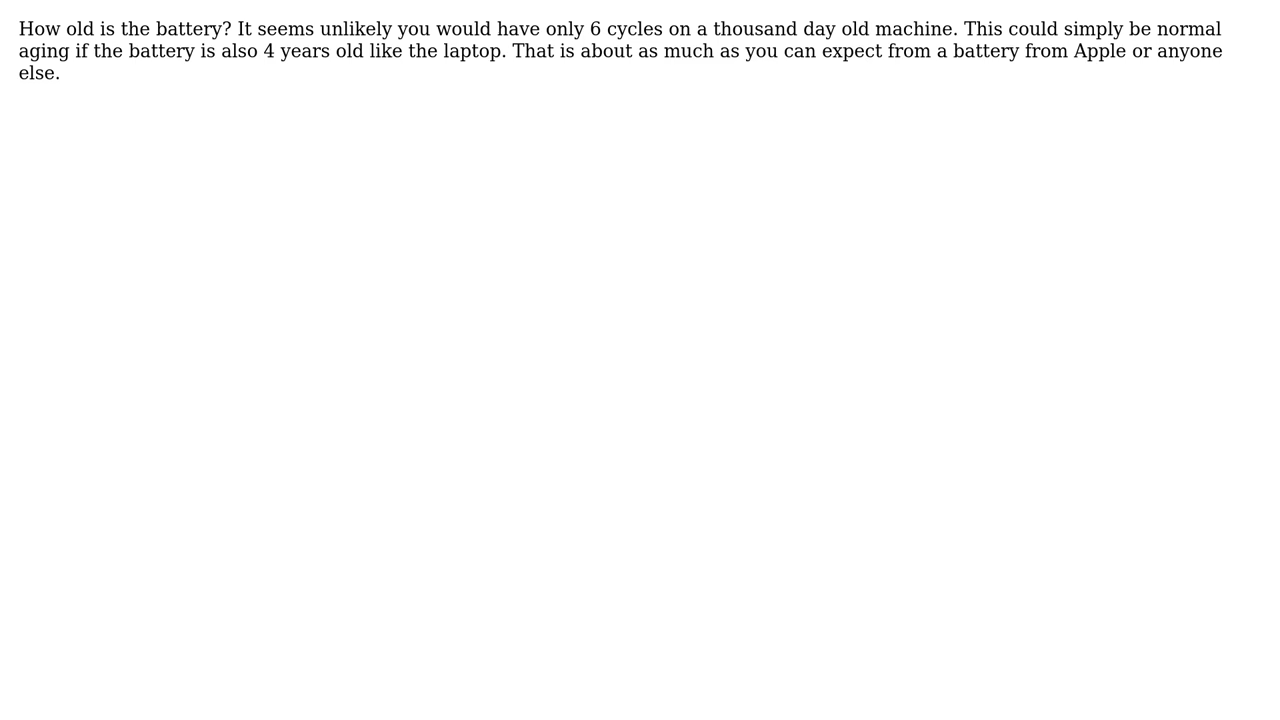 How old is the battery? It seems unlikely you would have only 6 cycles on a thousand day old machine. This could simply be normal
aging if the battery is also 4 years old like the laptop. That is about as much as you can expect from a battery from Apple or anyone
else.